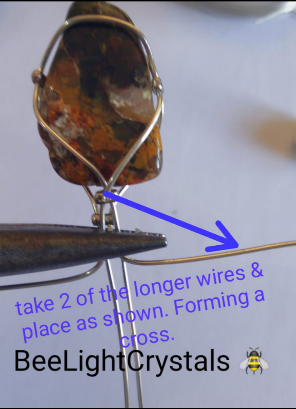 take 2 of the longer wires &
place as shown. Forming a
cross.
BeeLightCrystals 🐝